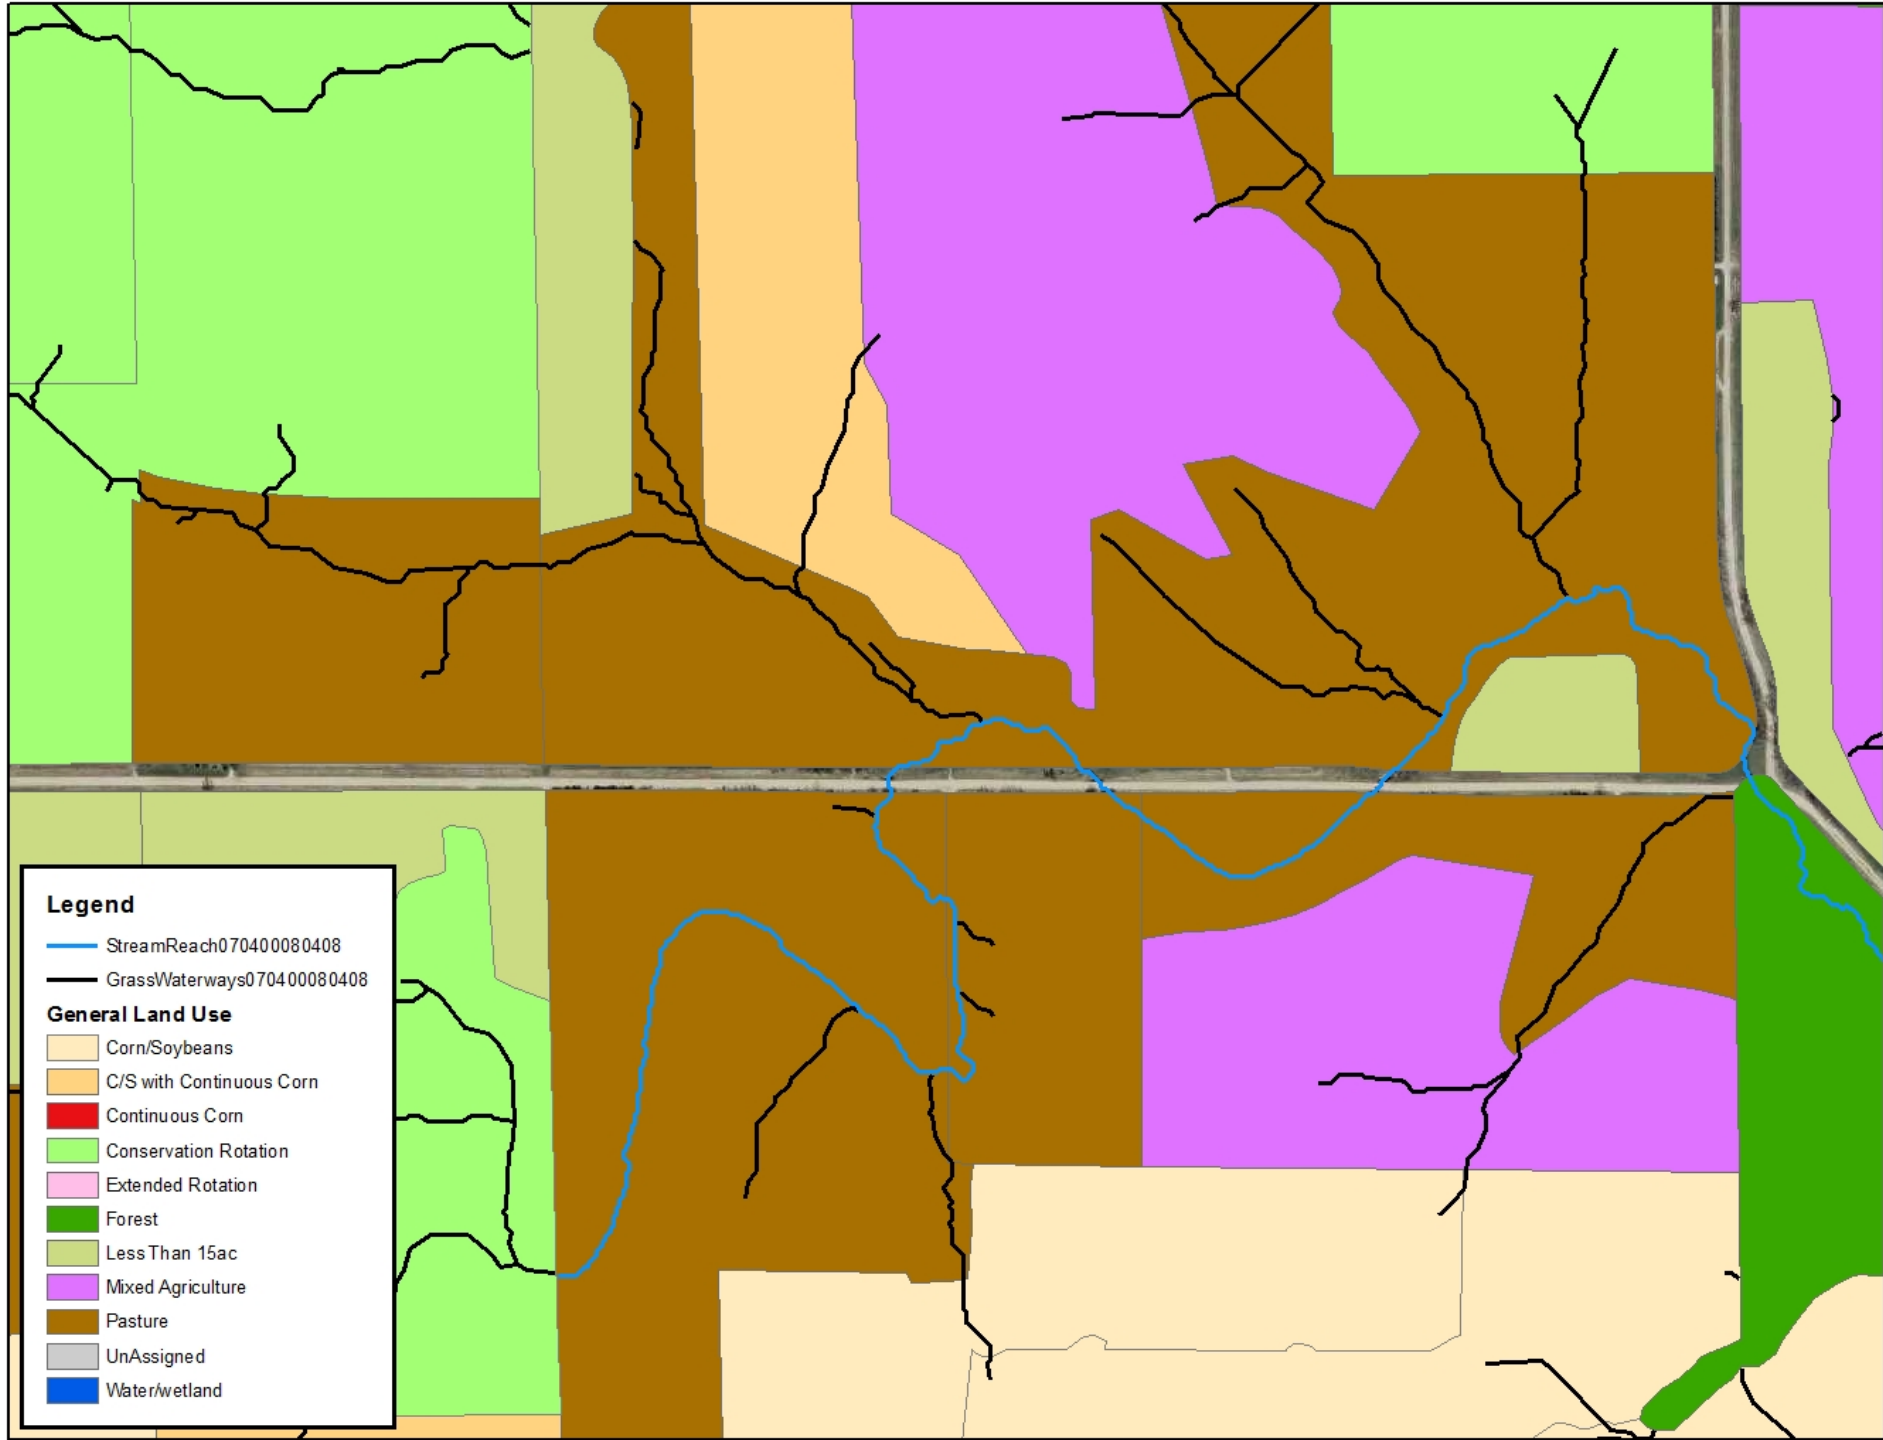 Legend
StreamReach070400080408
GrassWaterways070400080408
General Land Use
Corn/Soybeans
C/S with Continuous Corn
Continuous Corn
Conservation Rotation
Extended Rotation
Forest
Less Than 15ac
Mixed Agriculture
Pasture
UnAssigned
Water/wetland